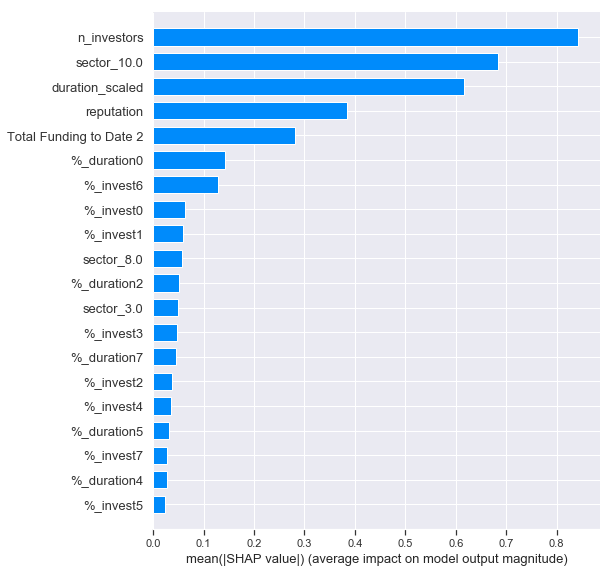 n_investors
sector_10.0
duration_scaled
reputation
Total Funding to Date 2
%_duration0
%_invest6
%_invest0
%_invest1
sector_8.0
%_duration2
sector_3.0
%_invest3
%_duration7
%_invest2
%_invest4
%_duration5
%_invest7
%_duration4
%_invest5
0.0 0.1 0.2 0.3 0.4 0.5 0.6 0.7 0.8
mean(|SHAP value|) (average impact on model output magnitude)